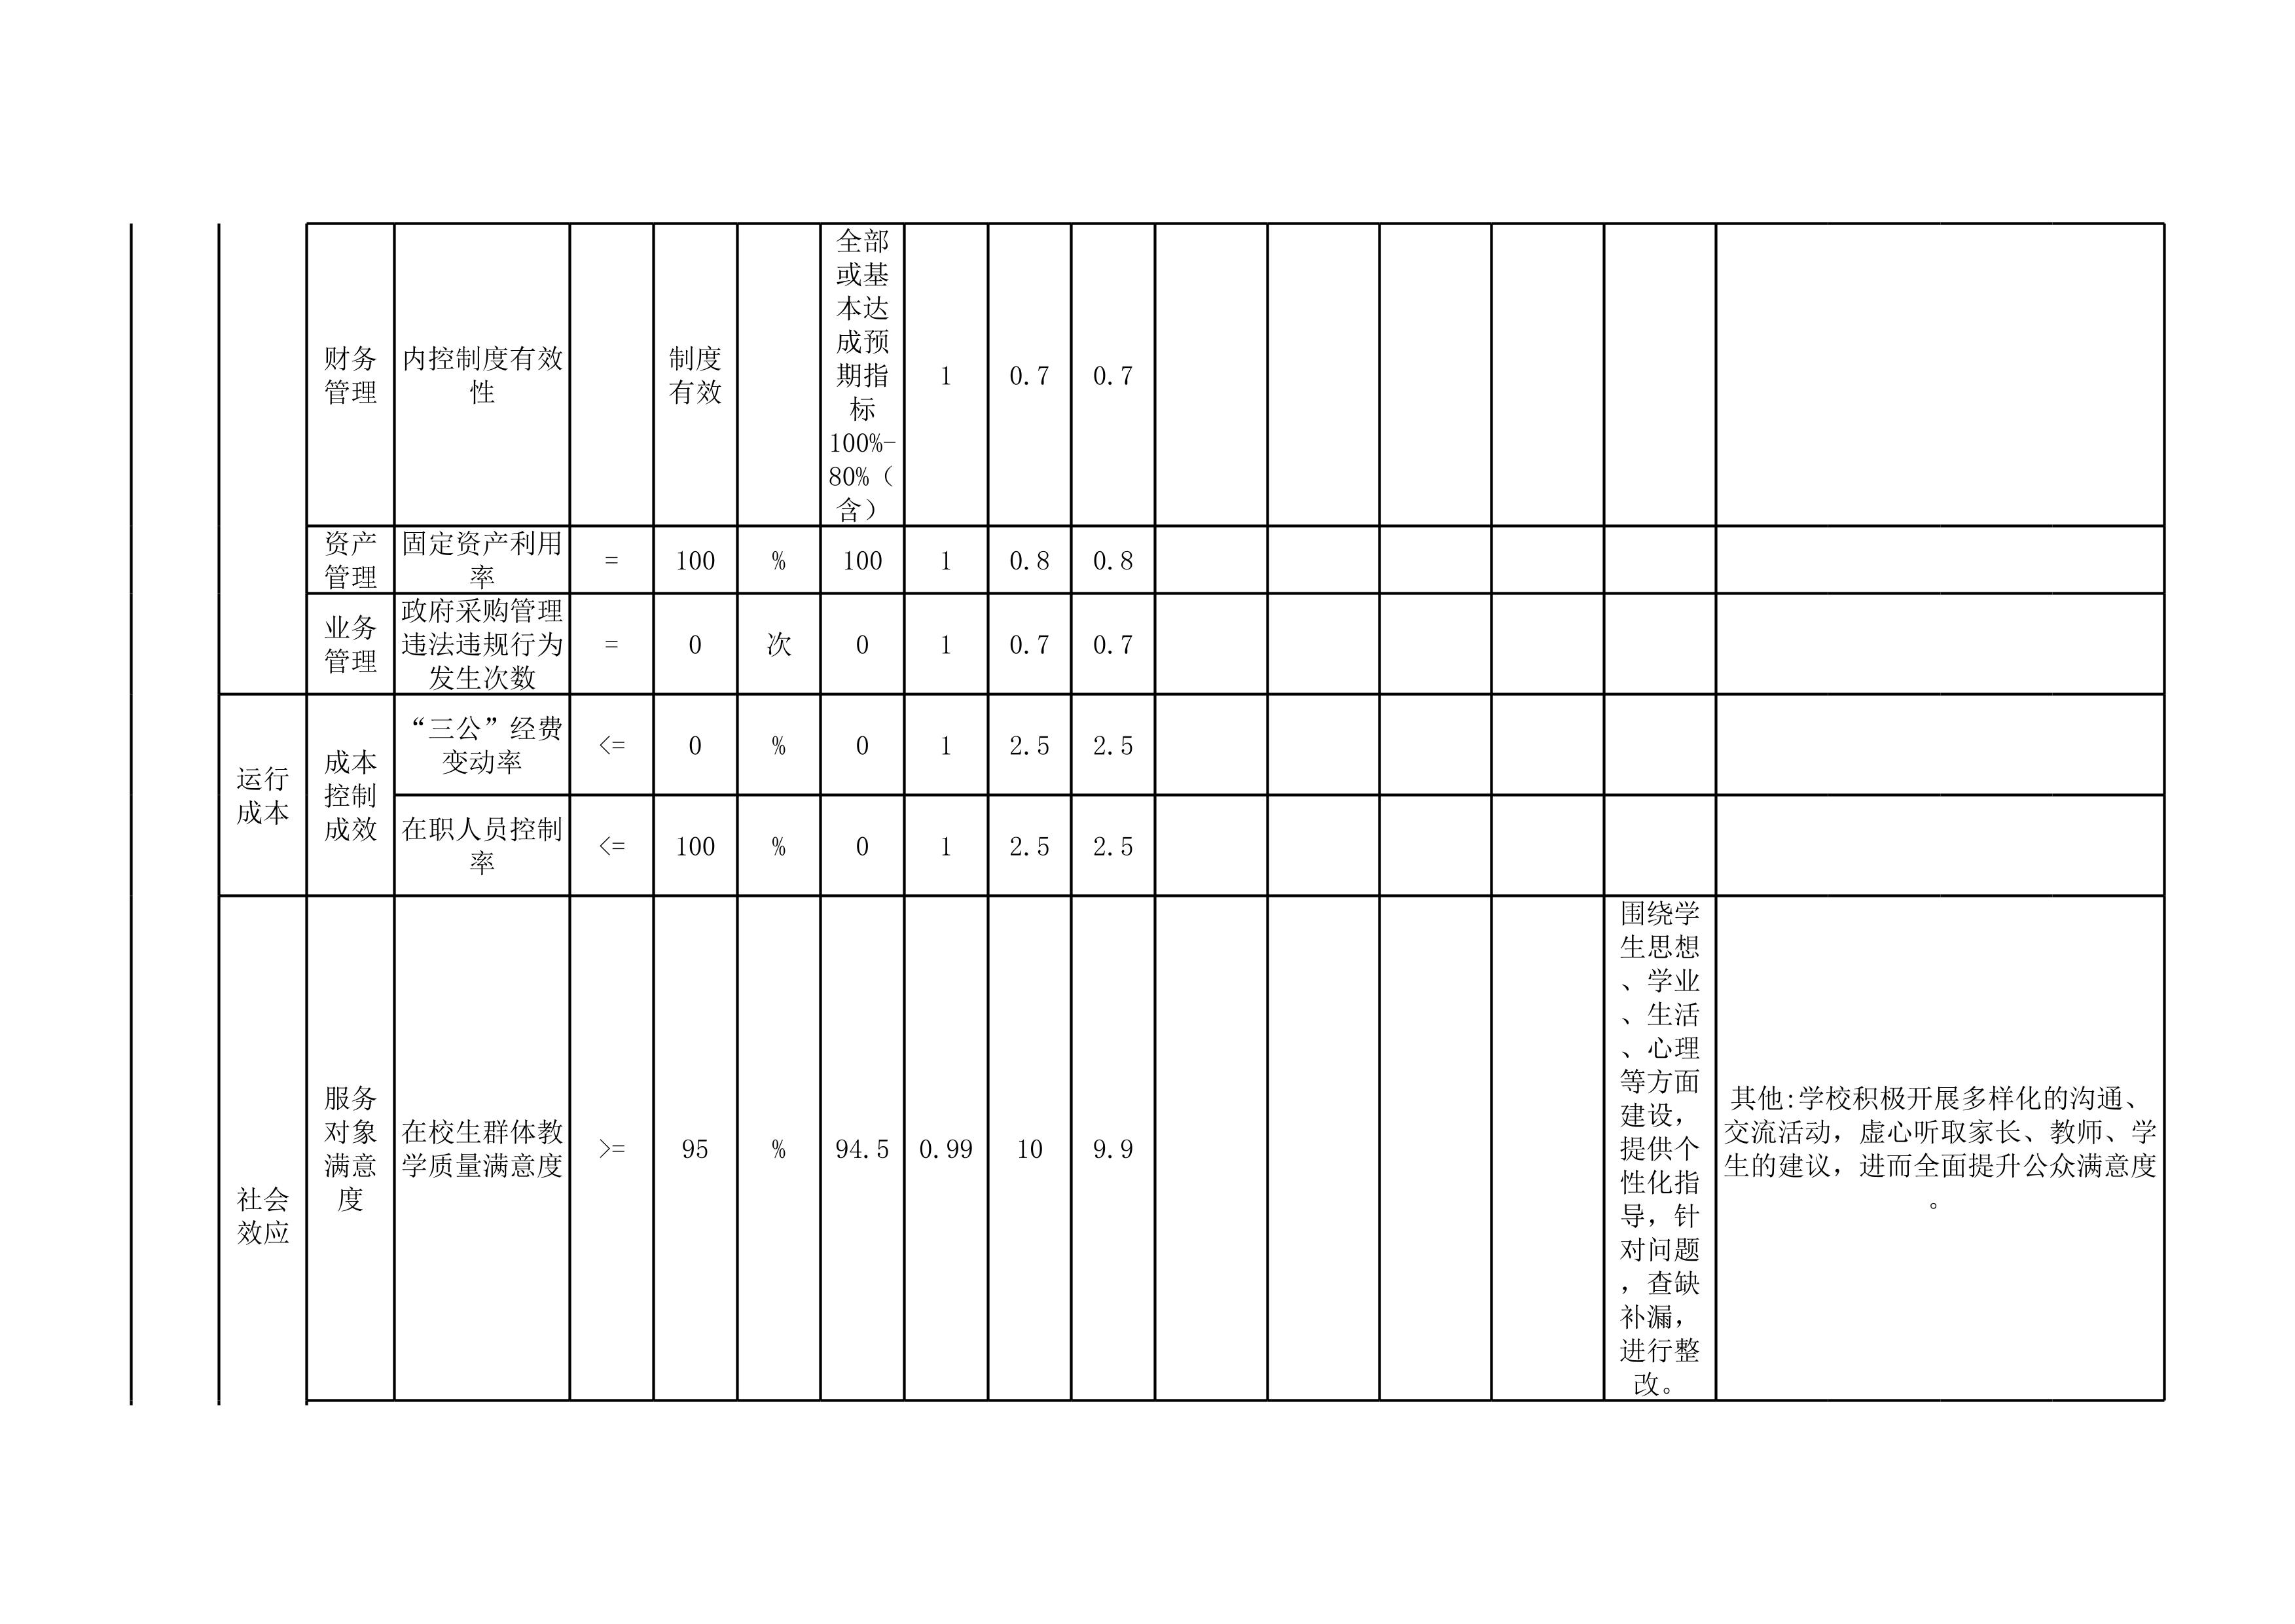 财务
管理
内控制度有效
性
制度
有效
全部
或基
本达
成预
期指
标
100%-
80%（
含）
1
0.7
0.7
资产
管理
固定资产利用
率
=
100
%
100
1
0.8
0.8
业务
管理
政府采购管理
违法违规行为
发生次数
=
0
次
0
1
0.7
0.7
运行
成本
成本
控制
成效
“三公”经费
变动率
<=
0
%
0
1
2.5
2.5
在职人员控制
率
<=
100
%
0
1
2.5
2.5
社会
效应
服务
对象
满意
度
在校生群体教
学质量满意度
>=
95
%
94.5
0.99
10
9.9
围绕学
生思想
、学业
、生活
、心理
等方面
建设，
提供个
性化指
导，针
对问题
，查缺
补漏，
进行整
改。
其他:学校积极开展多样化的沟通、
交流活动，虚心听取家长、教师、学
生的建议，进而全面提升公众满意度
。